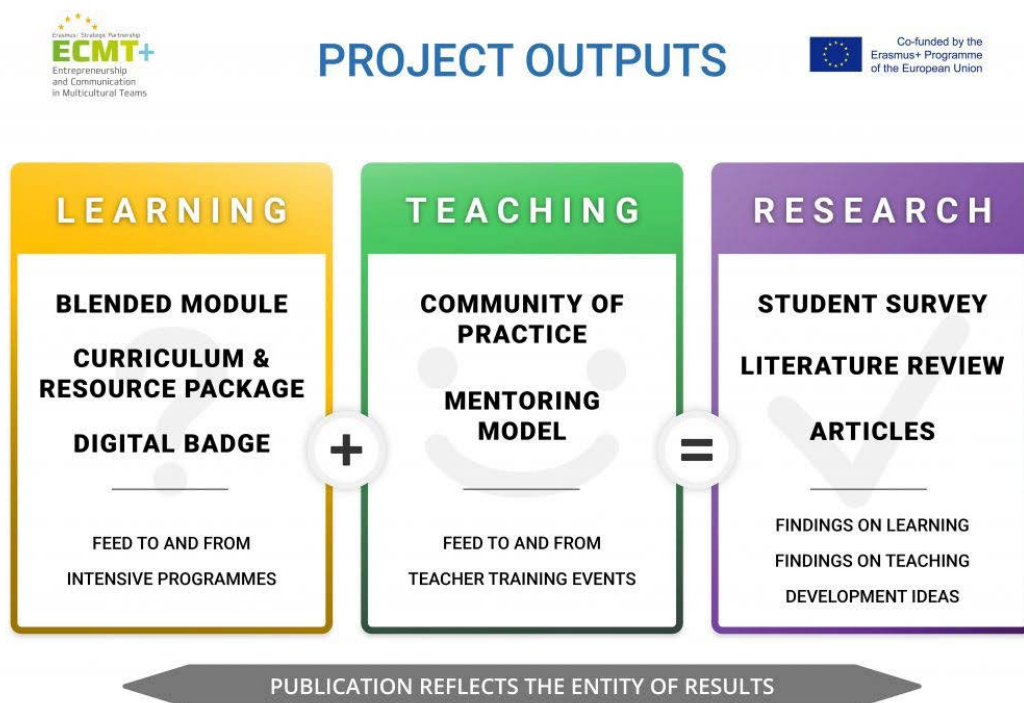 Erasmus+ Strategic Partnership
ECMT+
Entrepreneurship
and Communication
in Multicultural Teams
PROJECT OUTPUTS
Co-funded by the
Erasmus+ Programme
of the European Union
LEARNING
BLENDED MODULE
CURRICULUM &
RESOURCE PACKAGE
DIGITAL BADGE
FEED TO AND FROM
INTENSIVE PROGRAMMES
+
TEACHING
COMMUNITY OF
PRACTICE
MENTORING
MODEL
FEED TO AND FROM
TEACHER TRAINING EVENTS
=
RESEARCH
STUDENT SURVEY
LITERATURE REVIEW
ARTICLES
FINDINGS ON LEARNING
FINDINGS ON TEACHING
DEVELOPMENT IDEAS
PUBLICATION REFLECTS THE ENTITY OF RESULTS